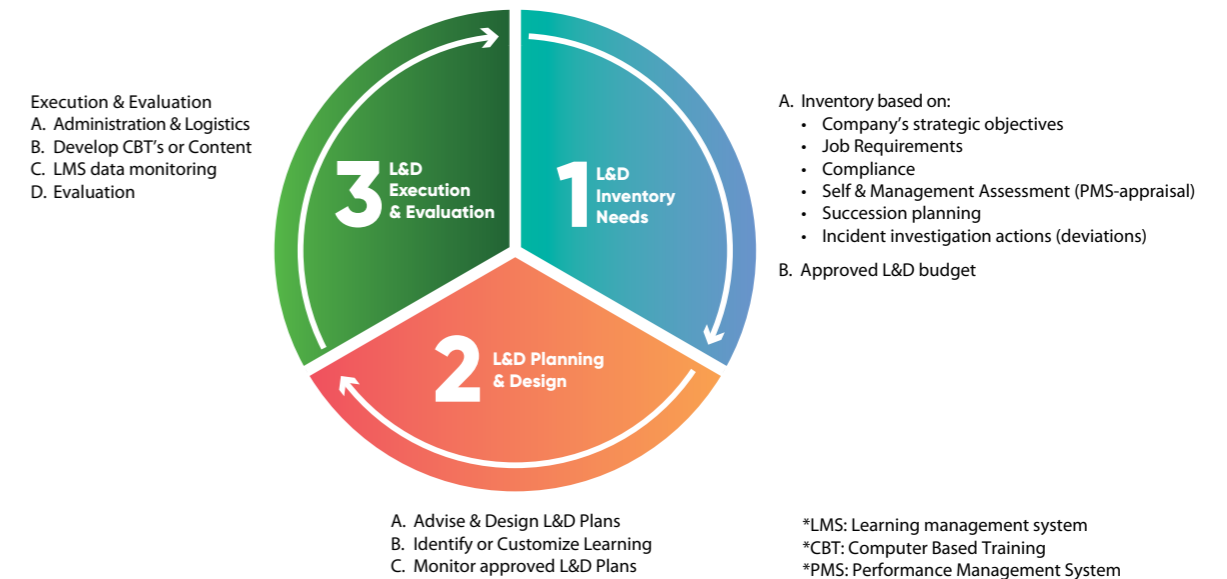 Execution & Evaluation
A. Administration & Logistics
B. Develop CBT's or Content
C. LMS data monitoring
D. Evaluation
3
L&D
Execution
& Evaluation
1
L&D
Inventory
Needs
A. Inventory based on:
• Company's strategic objectives
• Job Requirements
• Compliance
• Self & Management Assessment (PMS-appraisal)
• Succession planning
• Incident investigation actions (deviations)
B. Approved L&D budget
2
L&D Planning
& Design
A. Advise & Design L&D Plans
B. Identify or Customize Learning
C. Monitor approved L&D Plans
*LMS: Learning management system
*CBT: Computer Based Training
*PMS: Performance Management System